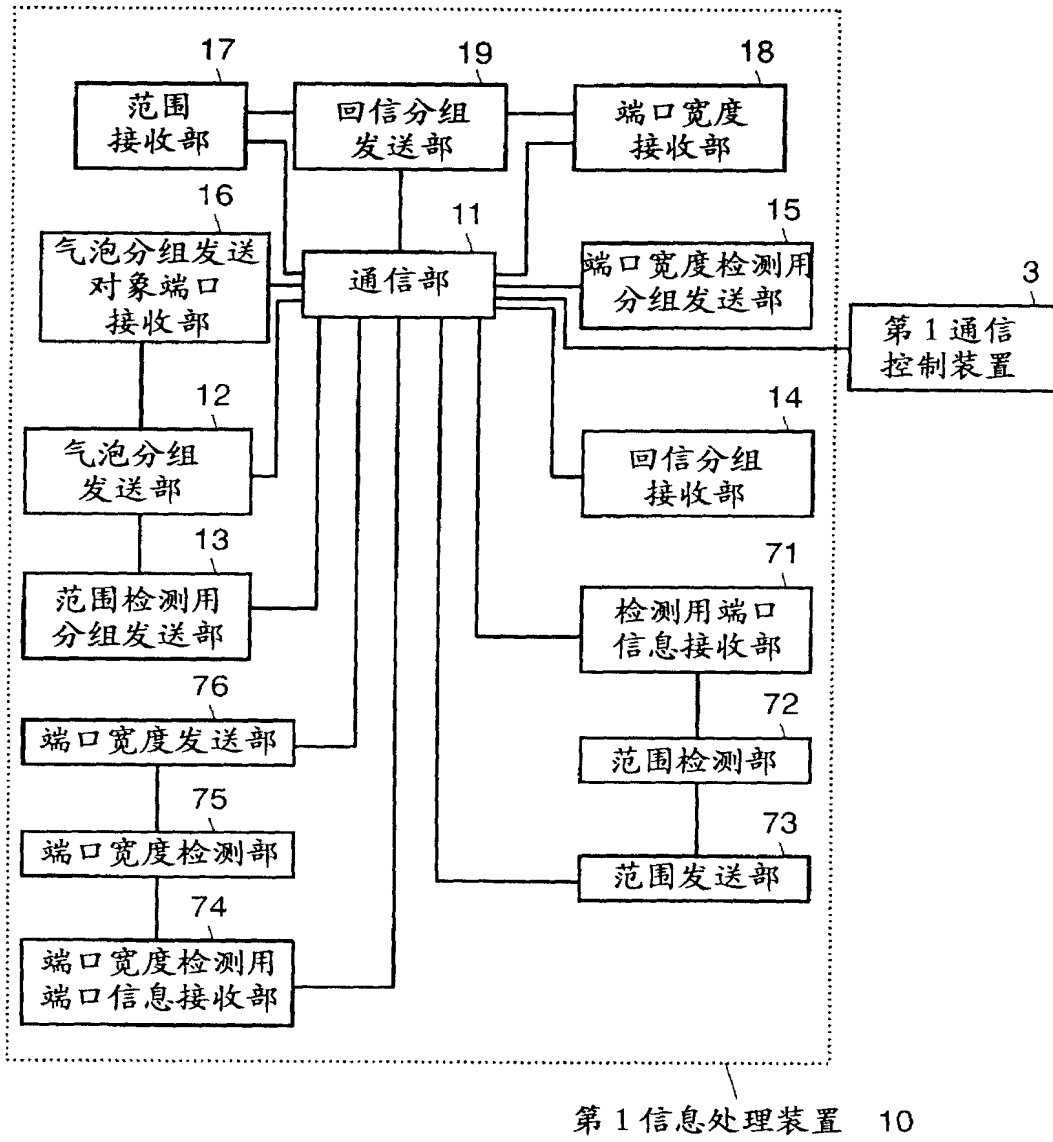 17
范围
接收部
19
回信分组
发送部
18
端口宽度
接收部
16
气泡分组发送
对象端口
接收部
11
通信部
15
端口宽度检测用
分组发送部
3
第1通信
控制装置
12
气泡分组
发送部
14
回信分组
接收部
13
范围检测用
分组发送部
71
检测用端口
信息接收部
76
端口宽度发送部
72
范围检测部
75
端口宽度检测部
73
范围发送部
74
端口宽度检测用
端口信息接收部
第1信息处理装置 10